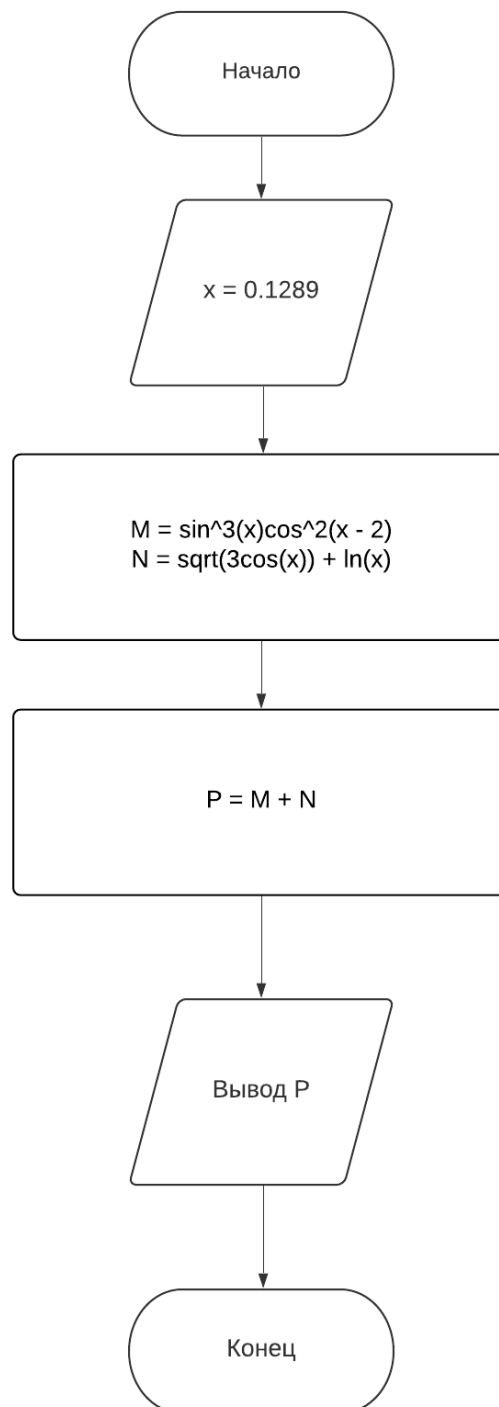 Начало
x = 0.1289
M = sin^3(x)cos^2(x - 2)
N = sqrt(3cos(x)) + ln(x)
P = M + N
Вывод P
Конец